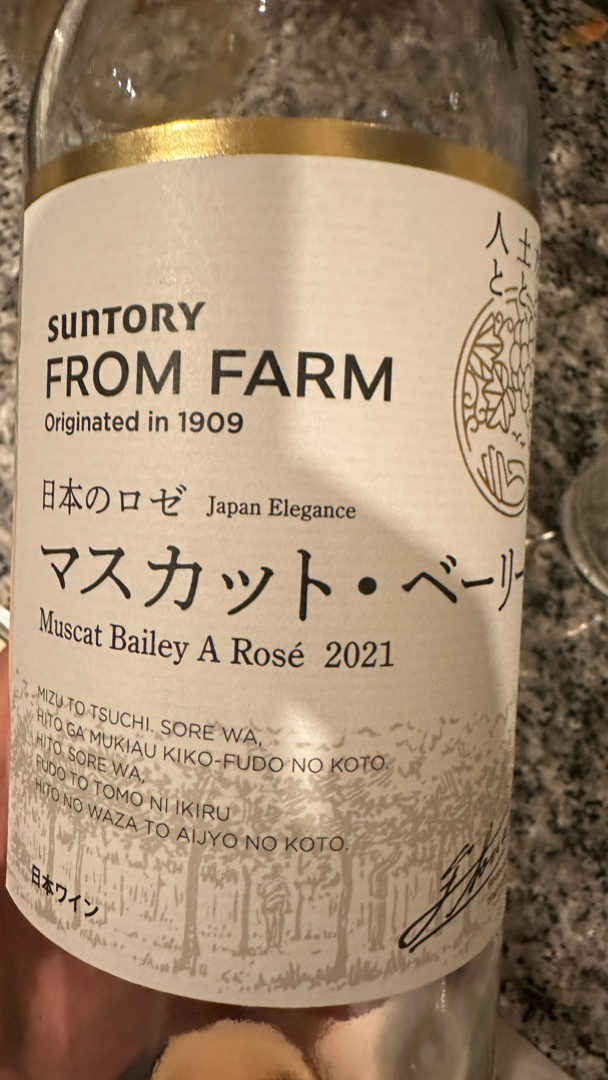 SUNTORY
FROM FARM
Originated in 1909
日本のロゼ Japan Elegance
マスカット・ベーリー
Muscat Bailey A Rosé 2021
MIZU TO TSUCHI. SORE WA,
HITO GA MUKIAU KIKO-FUDO NO KOTO.
HITO. SORE WA,
FUDO TO TOMO NI IKIRU
HITO NO WAZA TO AIJYO NO KOTO.
日本ワイン
土と
人と